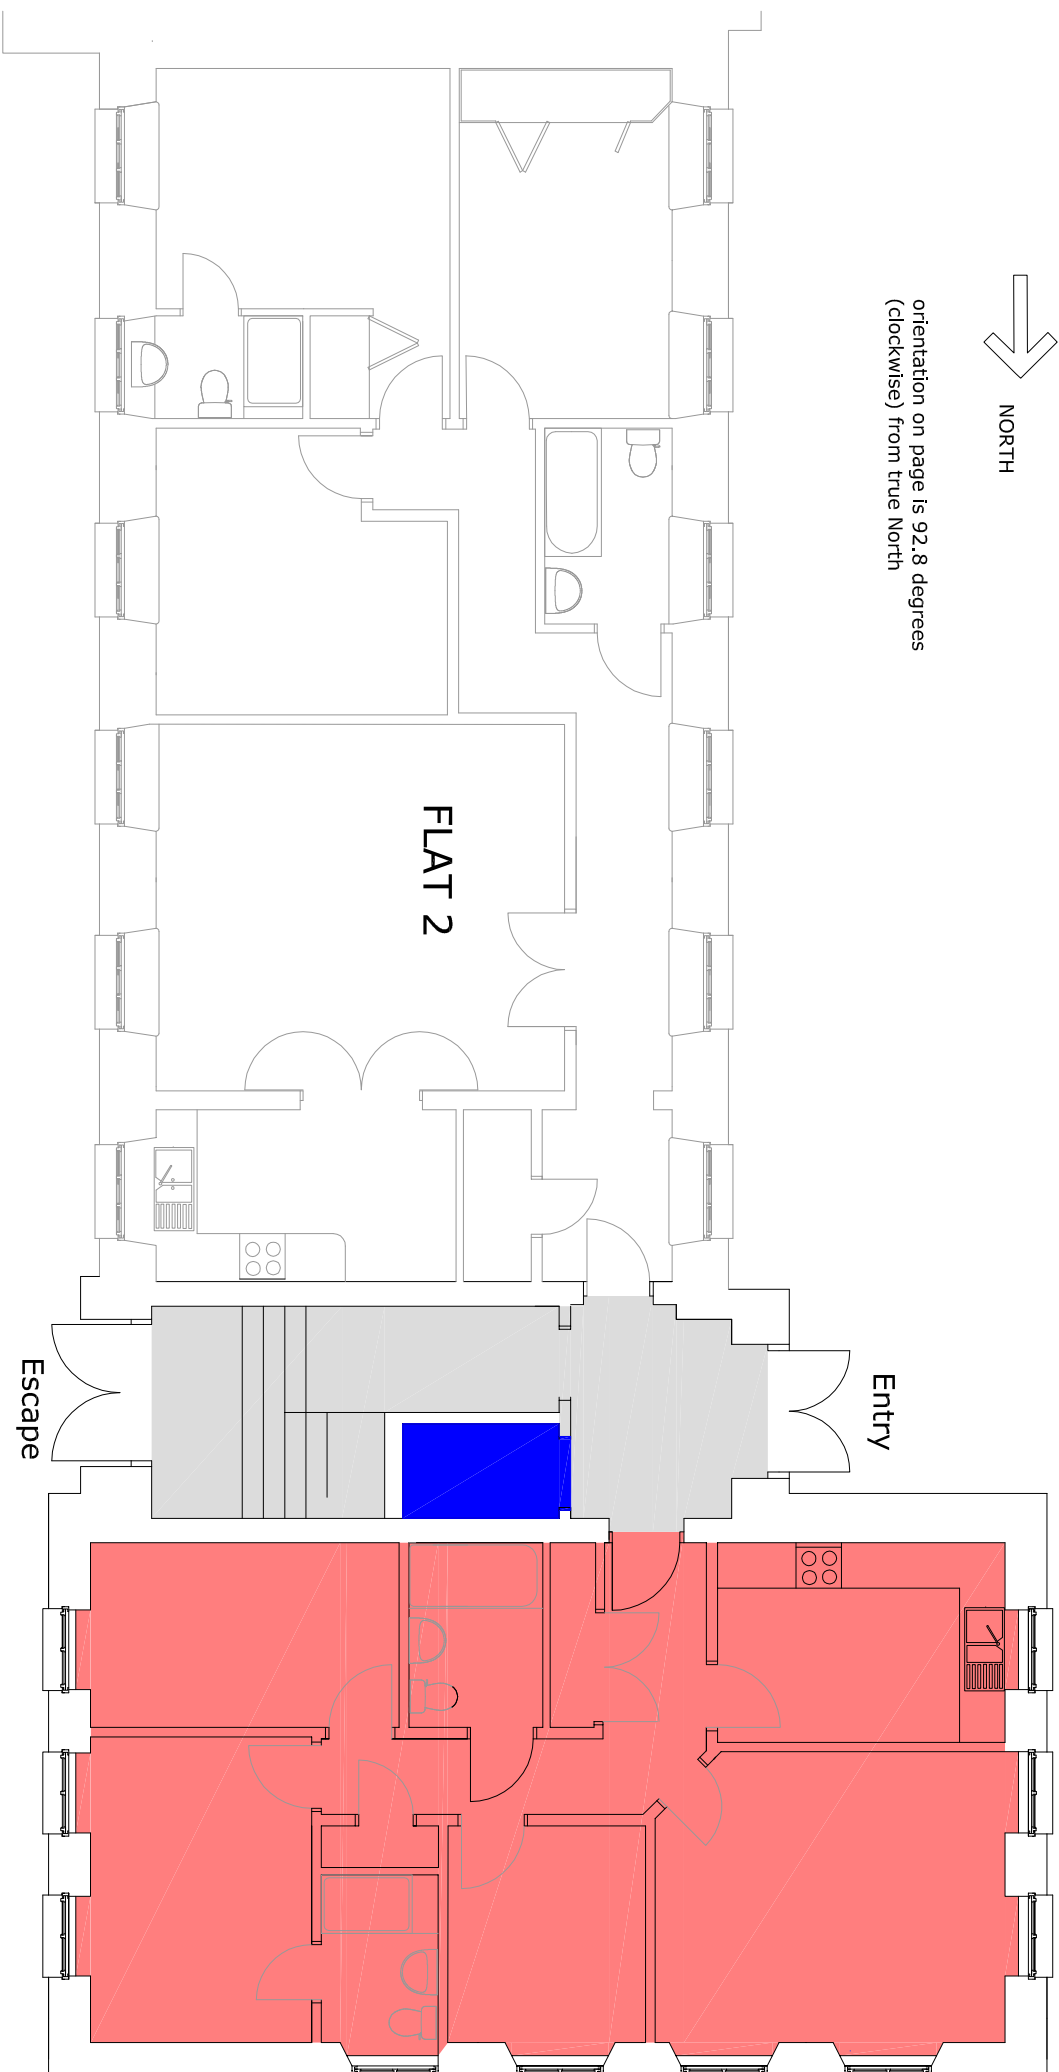 NORTH
orientation on page is 92.8 degrees
(clockwise) from true North
FLAT 2
Entry
Escape